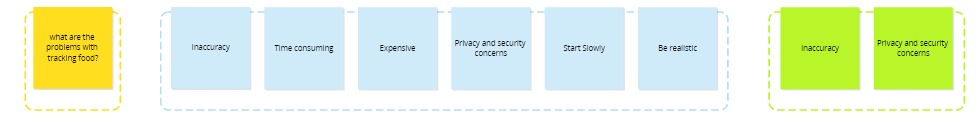 what are the
problems with
tracking food?
Inaccuracy
Time consuming
Expensive
Privacy and security
concerns
Start Slowly
Be realistic
Inaccuracy
Privacy and security
concerns